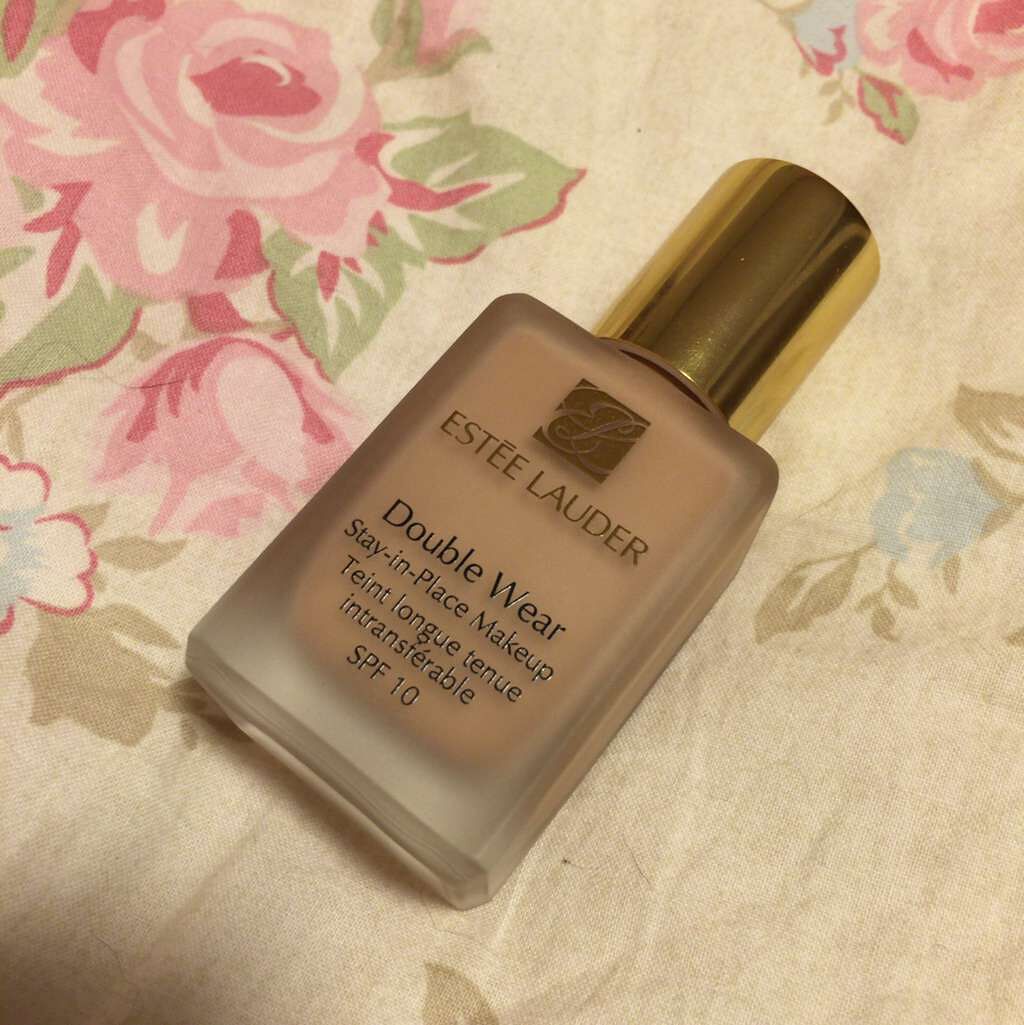 ESTĒE LAUDER
Double Wear
Stay-in-Place Makeup
Teint longue tenue
intransférable
SPF 10